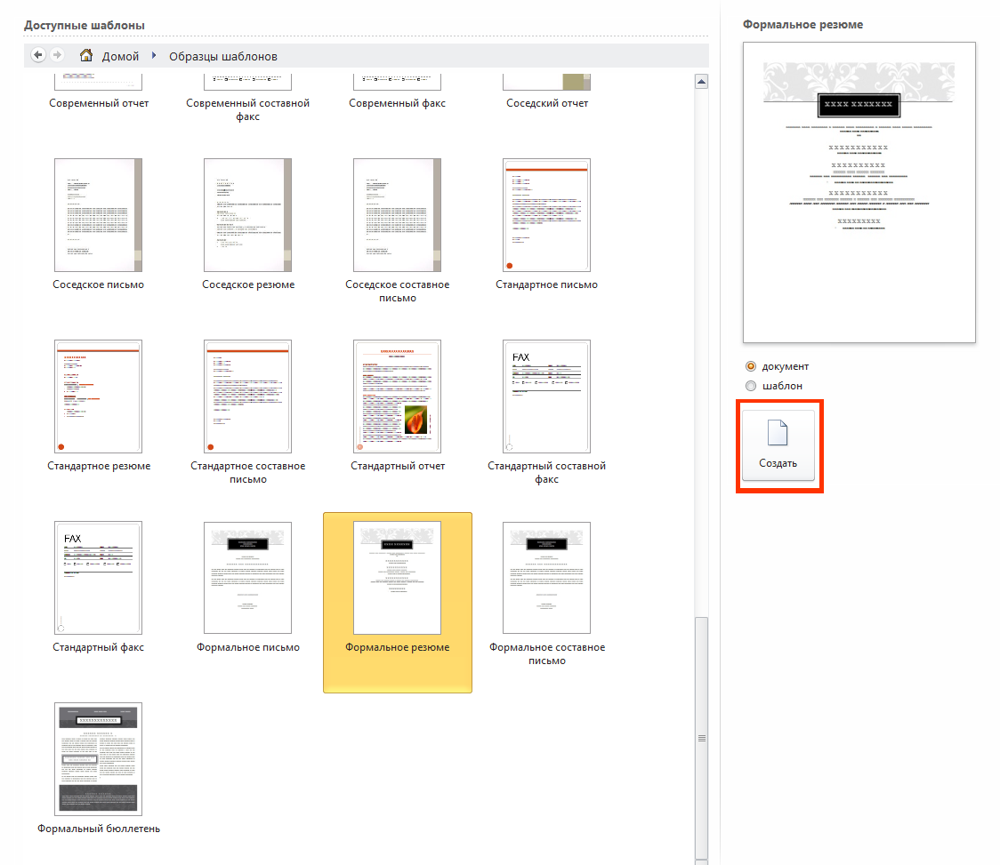 Доступные шаблоны
Домой
Образцы шаблонов
Современный отчет
Современный составной
факс
Современный факс
Соседский отчет
Соседское письмо
Соседское резюме
Соседское составное
письмо
Стандартное письмо
FAX
Стандартное резюме
Стандартное составное
письмо
Стандартный отчет
Стандартный составной
факс
FAX
Стандартный факс
Формальное письмо
Формальное резюме
Формальное составное
письмо
Формальный бюллетень
Формальное резюме
XXXX XXXXXXX
документ
шаблон
Создать